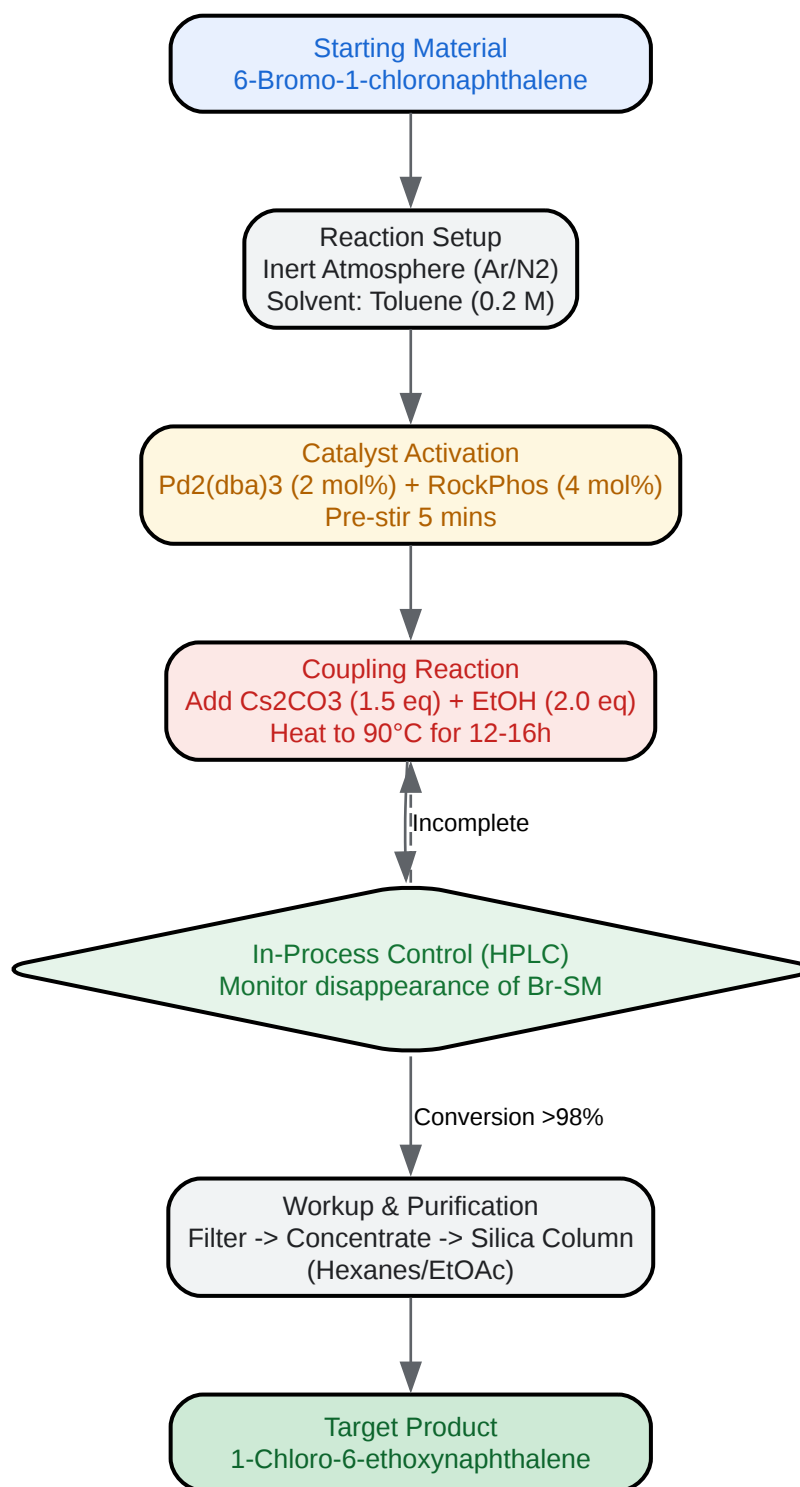 Starting Material
6-Bromo-1-chloronaphthalene
Reaction Setup
Inert Atmosphere (Ar/N2)
Solvent: Toluene (0.2 M)
Catalyst Activation
Pd2(dba)3 (2 mol%) + RockPhos (4 mol%)
Pre-stir 5 mins
Coupling Reaction
Add Cs2CO3 (1.5 eq) + EtOH (2.0 eq)
Heat to 90°C for 12-16h
Incomplete
In-Process Control (HPLC)
Monitor disappearance of Br-SM
Conversion >98%
Workup & Purification
Filter -> Concentrate -> Silica Column
(Hexanes/EtOAc)
Target Product
1-Chloro-6-ethoxynaphthalene